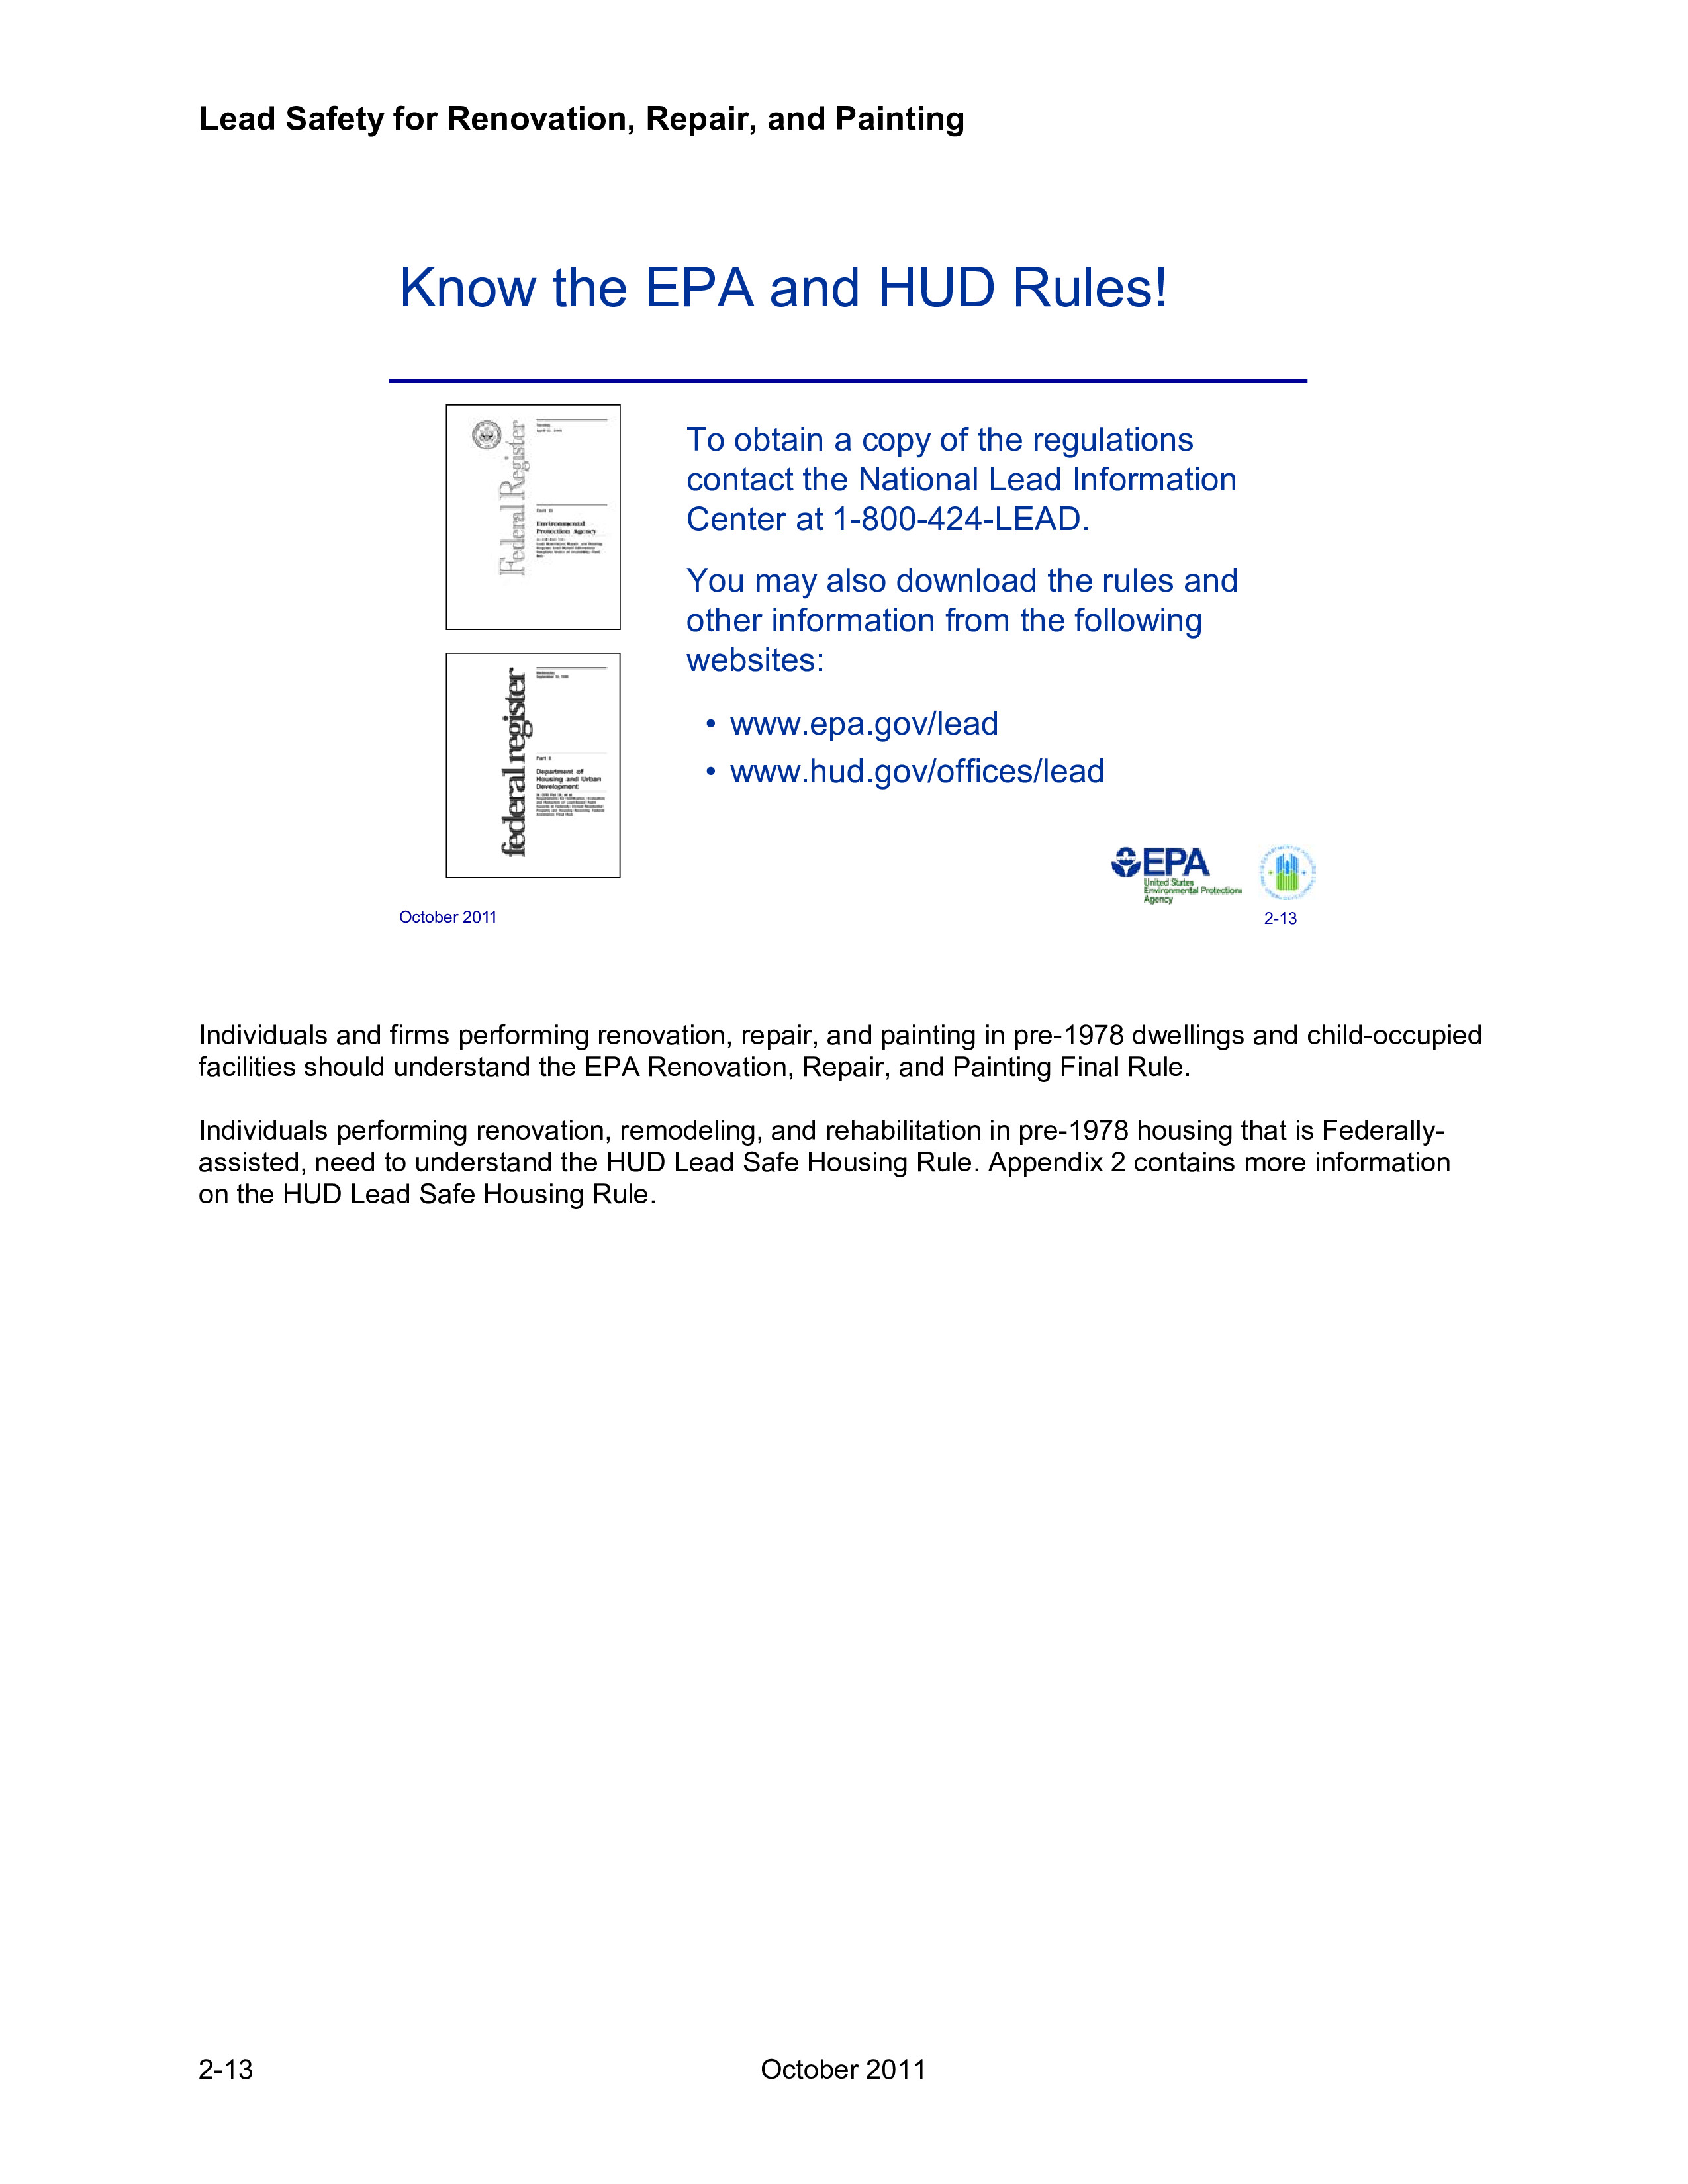 Lead Safety for Renovation, Repair, and Painting
Know the EPA and HUD Rules!
Federal Register
Part III
Environmental
Protection Agency
federal register
Wednesday
Part II
Department of
Housing and Urban
Development
To obtain a copy of the regulations
contact the National Lead Information
Center at 1-800-424-LEAD.
You may also download the rules and
other information from the following
websites:
• www.epa.gov/lead
• www.hud.gov/offices/lead
EPA
United States
Environmental Protection
Agency
October 2011
2-13
Individuals and firms performing renovation, repair, and painting in pre-1978 dwellings and child-occupied
facilities should understand the EPA Renovation, Repair, and Painting Final Rule.
Individuals performing renovation, remodeling, and rehabilitation in pre-1978 housing that is Federally-
assisted, need to understand the HUD Lead Safe Housing Rule. Appendix 2 contains more information
on the HUD Lead Safe Housing Rule.
2-13
October 2011